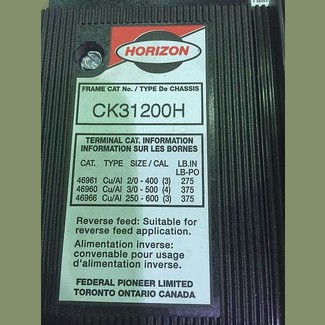 HORIZON
FRAME CAT No. / TYPE De CHASSIS
CK31200H
TERMINAL CAT. INFORMATION
INFORMATION SUR LES BORNES
CAT. TYPE SIZE / CAL LB.IN
LB-PO
46961 Cu/Al 2/0 - 400 (3) 275
46960 Cu/Al 3/0 - 500 (4) 375
46966 Cu/Al 250 - 600 (3) 375
Reverse feed: Suitable for
reverse feed application.
Alimentation inverse:
convenable pour usage
d'alimentation inverse.
FEDERAL PIONEER LIMITED
TORONTO ONTARIO CANADA